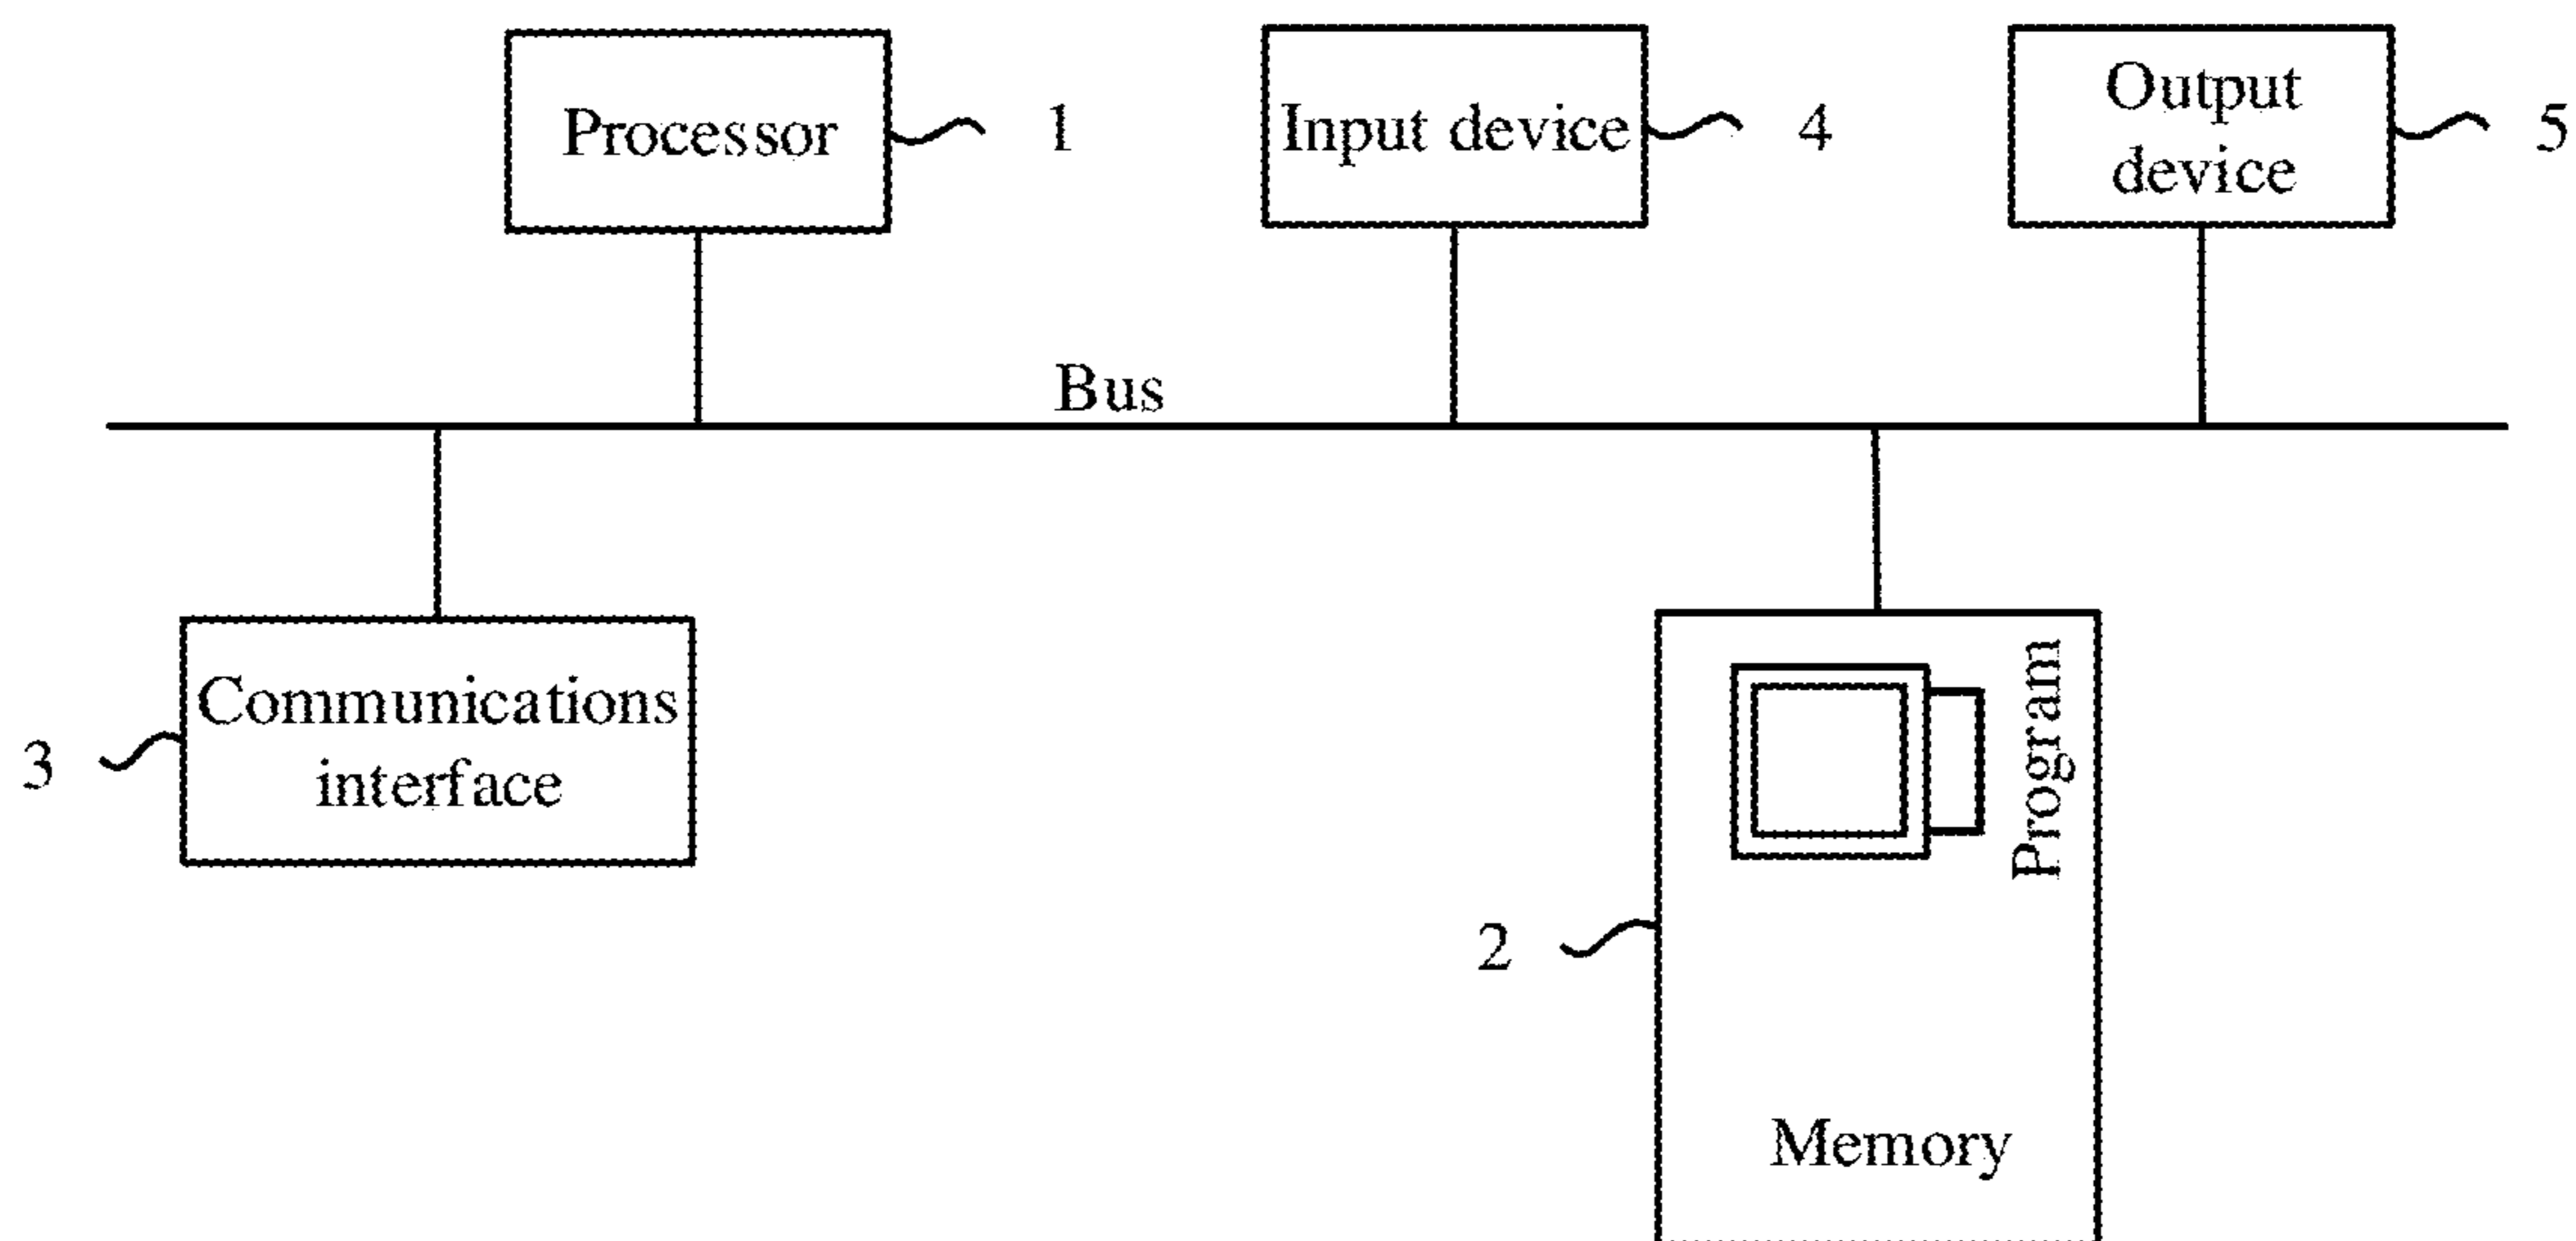 Processor
1
Input device
4
Output
device
5
Bus
Communications
interface
3
Program
2
Memory